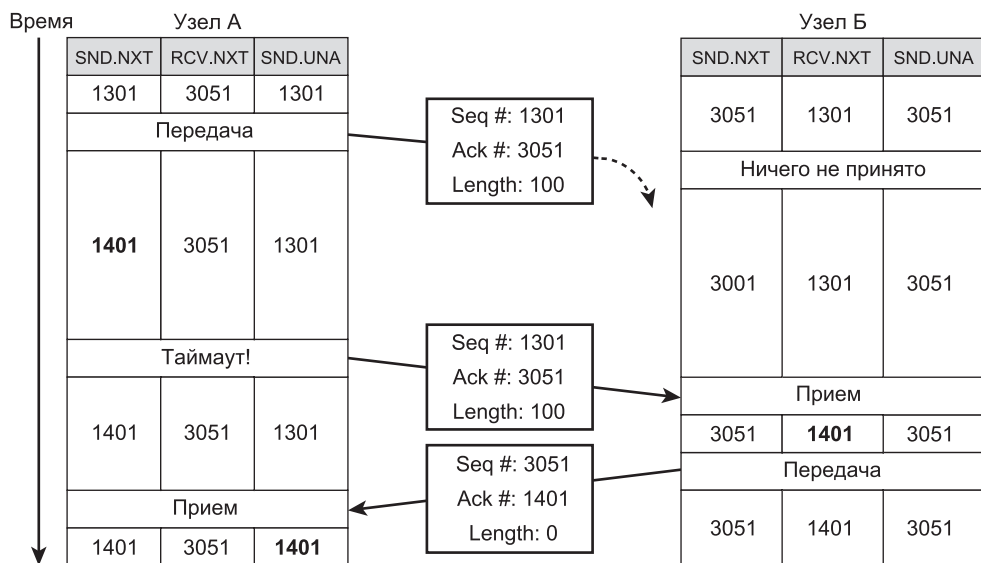 Время
Узел А
SND.NXT RCV.NXT SND.UNA
1301 3051 1301
Передача
1401 3051 1301
Таймаут!
1401 3051 1301
Прием
1401 3051 1401
Seq #: 1301
Ack #: 3051
Length: 100
Seq #: 1301
Ack #: 3051
Length: 100
Seq #: 3051
Ack #: 1401
Length: 0
Узел Б
SND.NXT RCV.NXT SND.UNA
3051 1301 3051
Ничего не принято
3001 1301 3051
Прием
3051 1401 3051
Передача
3051 1401 3051